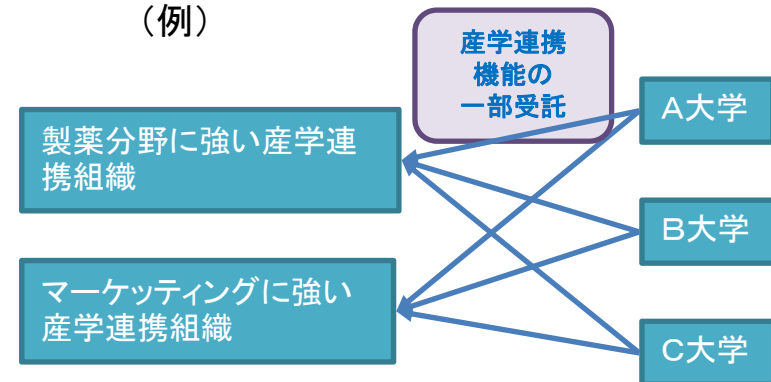 （例）
産学連携
機能の
一部受託
A大学
製薬分野に強い産学連
携組織
B大学
マーケッティングに強い
産学連携組織
C大学